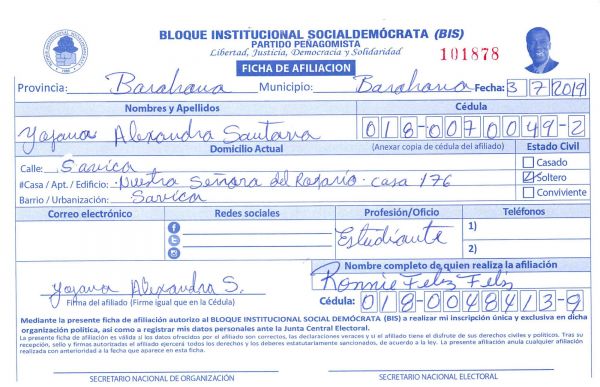 BLOQUE INSTITUCIONAL SOCIALDEMÓCRATA (BIS)
PARTIDO PEÑAGOMISTA
Libertad, Justicia, Democracia y Solidaridad
101878
FICHA DE AFILIACION
Provincia: Barahona Municipio: Barahona Fecha: 3/7/2019
Nombres y Apellidos Cédula
Yojana Alexandra Santana 018-0070049-2
Domicilio Actual (Anexar copia de cédula del afiliado) Estado Civil
Calle: Savica Casado
#Casa / Apt. / Edificio: Nuestra Señora del Rosario casa 176 Soltero
Barrio / Urbanización: Savica Conviviente
Correo electrónico Redes sociales Profesión/Oficio Teléfonos
Estudiante 1)
2)
Nombre completo de quien realiza la afiliación
Yojana Alexandra S. Ronnie Feliz Feliz
Firma del afiliado (Firme igual que en la Cédula) Cédula: 018-0048413-9
Mediante la presente ficha de afiliado autorizo al BLOQUE INSTITUCIONAL SOCIAL DEMÓCRATA (BIS) a realizar mi inscripción única y exclusiva en dicha
organización política, así como a registrar mis datos personales ante la Junta Central Electoral.
La presente ficha de afiliación es válida si los datos ofrecidos por el afiliado son correctos, las declaraciones veraces y si el afiliado tiene el disfrute de sus derechos civiles y políticos. Tras su
recepción, sello y firmas autorizadas el afiliado ejercerá todos los derechos y los deberes estatutariamente sancionados, de acuerdo a la ley. La presente afiliación anula cualquier afiliación
realizada con anterioridad a la fecha que aparece en esta ficha.
SECRETARIO NACIONAL DE ORGANIZACIÓN SECRETARIO NACIONAL ELECTORAL